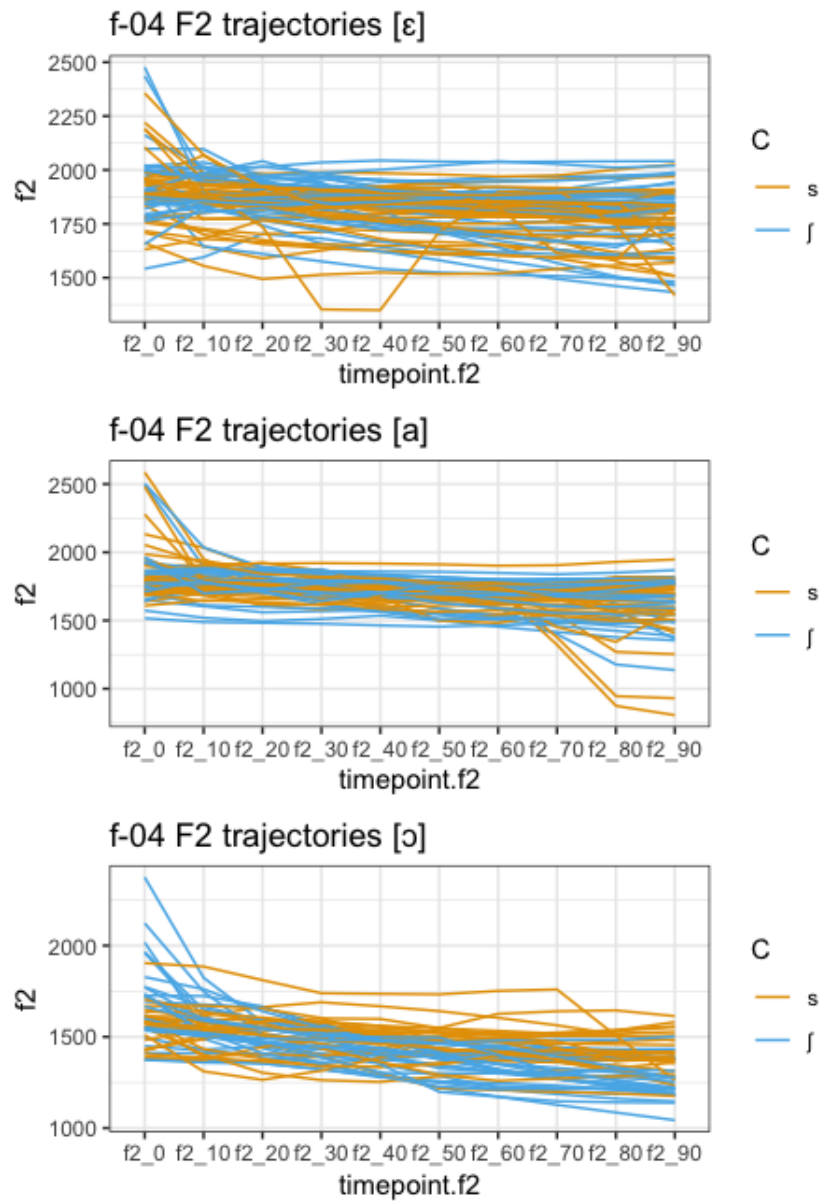 f-04 F2 trajectories [ɛ]
2500
2250
2000
1750
1500
f2
f2_0 f2_10 f2_20 f2_30 f2_40 f2_50 f2_60 f2_70 f2_80 f2_90
timepoint.f2
C
s
ʃ
f-04 F2 trajectories [a]
2500
2000
1500
1000
f2
f2_0 f2_10 f2_20 f2_30 f2_40 f2_50 f2_60 f2_70 f2_80 f2_90
timepoint.f2
C
s
ʃ
f-04 F2 trajectories [ɔ]
2000
1500
1000
f2
f2_0 f2_10 f2_20 f2_30 f2_40 f2_50 f2_60 f2_70 f2_80 f2_90
timepoint.f2
C
s
ʃ